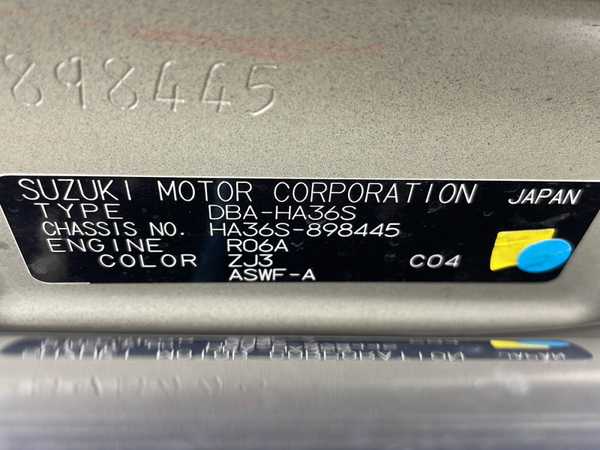 898445
SUZUKI MOTOR CORPORATION JAPAN
TYPE DBA-HA36S
CHASSIS NO. HA36S-898445
ENGINE R06A
COLOR ZJ3 C04
ASWF-A